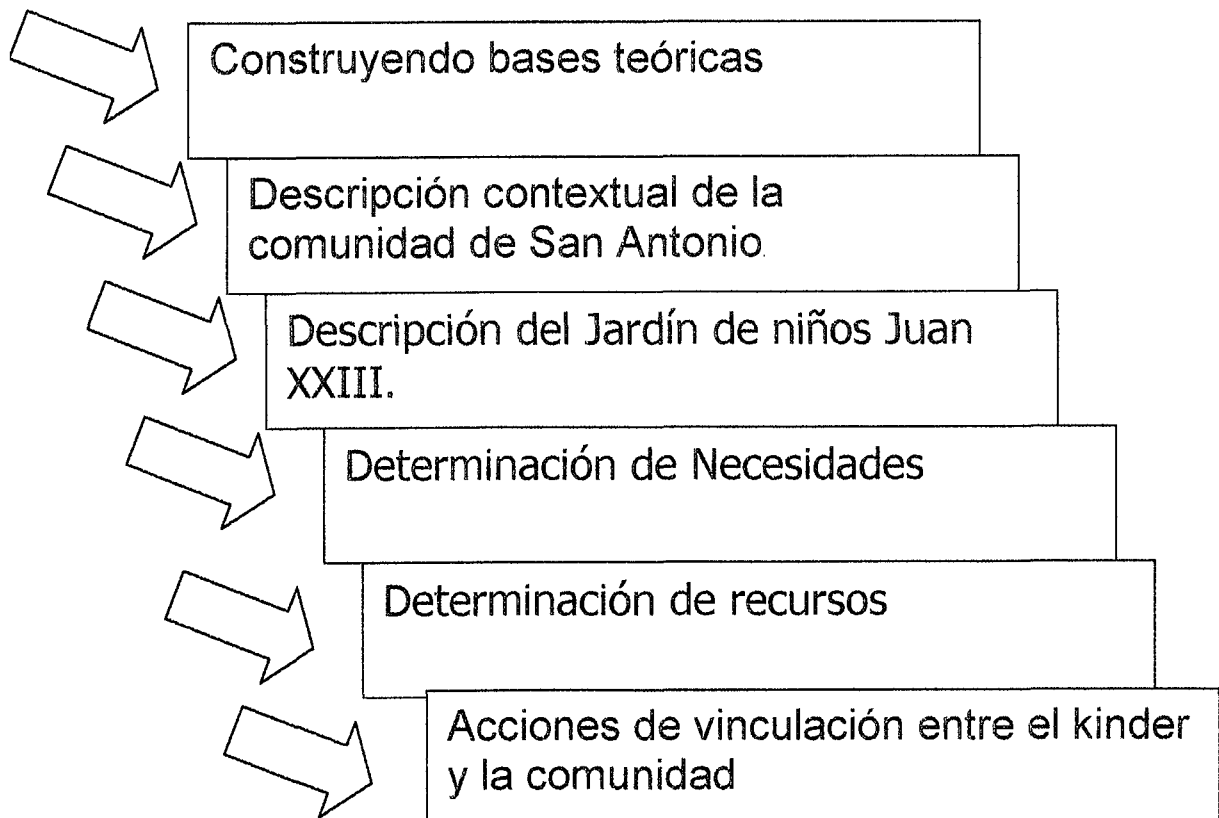 Construyendo bases teóricas
Descripción contextual de la
comunidad de San Antonio.
Descripción del Jardín de niños Juan
XXIII.
Determinación de Necesidades
Determinación de recursos
Acciones de vinculación entre el kinder
y la comunidad